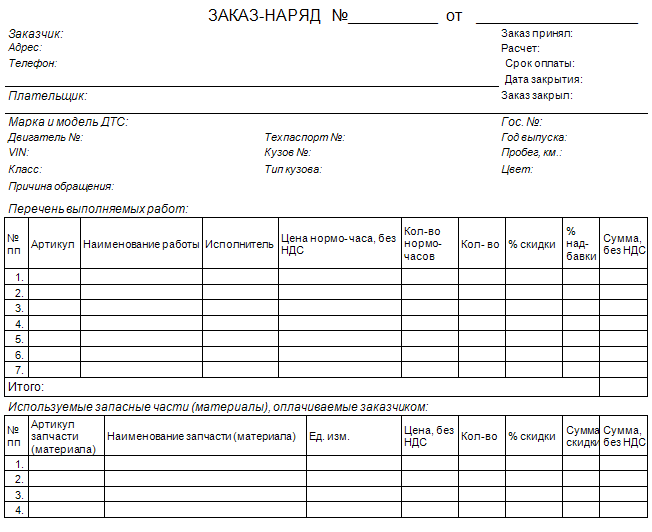 ЗАКАЗ-НАРЯД №__________ от __________________
Заказчик: Заказ принял:
Адрес: Расчет:
Телефон: Срок оплаты:
Дата закрытия:
Плательщик: Заказ закрыл:
Марка и модель ДТС: Гос. №:
Двигатель №: Техпаспорт №: Год выпуска:
VIN: Кузов №: Пробег, км.:
Класс: Тип кузова: Цвет:
Причина обращения:
Перечень выполняемых работ:
№ пп Артикул Наименование работы Исполнитель Цена нормо-часа, без НДС Кол-во нормо-часов Кол- во % скидки % над-бавки Сумма, без НДС
1.
2.
3.
4.
5.
6.
7.
Итого:
Используемые запасные части (материалы), оплачиваемые заказчиком:
№ пп Артикул запчасти (материала) Наименование запчасти (материала) Ед. изм. Цена, без НДС Кол-во % скидки Сумма скидки Сумма, без НДС
1.
2.
3.
4.